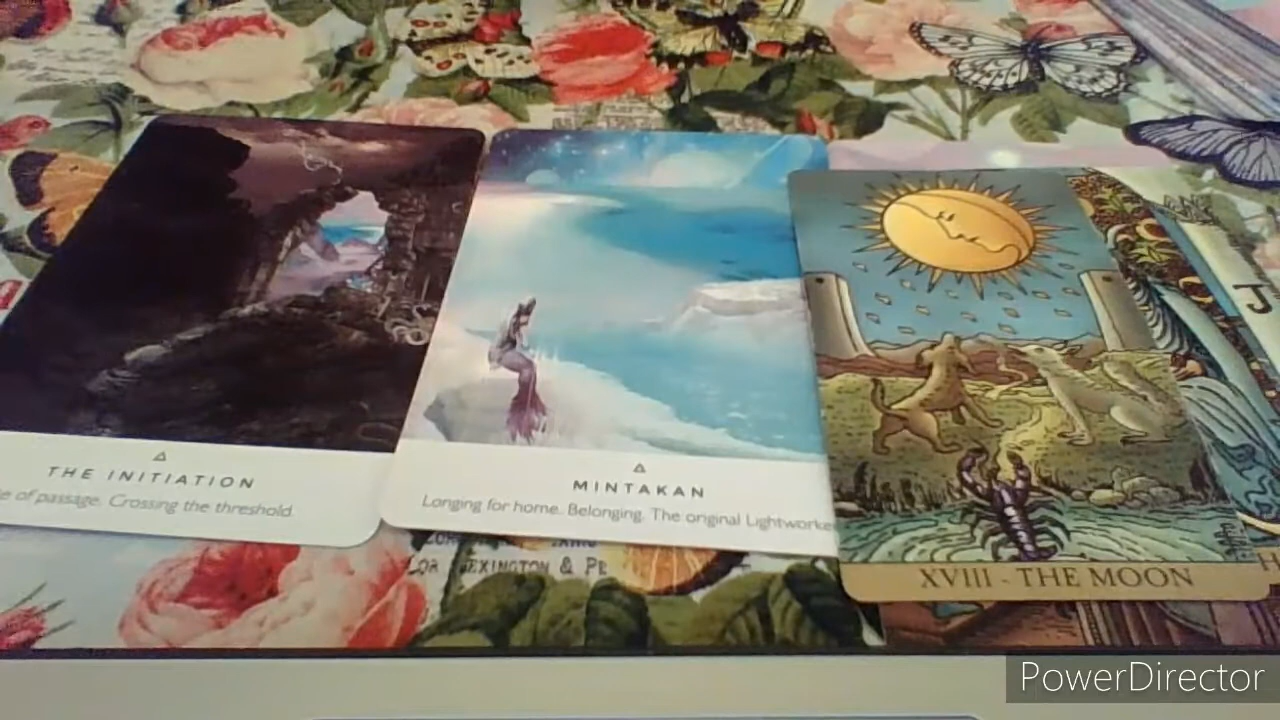 THE INITIATION
of passage. Crossing the threshold.
MINTAKAN
Longing for home. Belonging. The original Lightworker
XVIII - THE MOON
J
EXINGTON & PE
PowerDirector